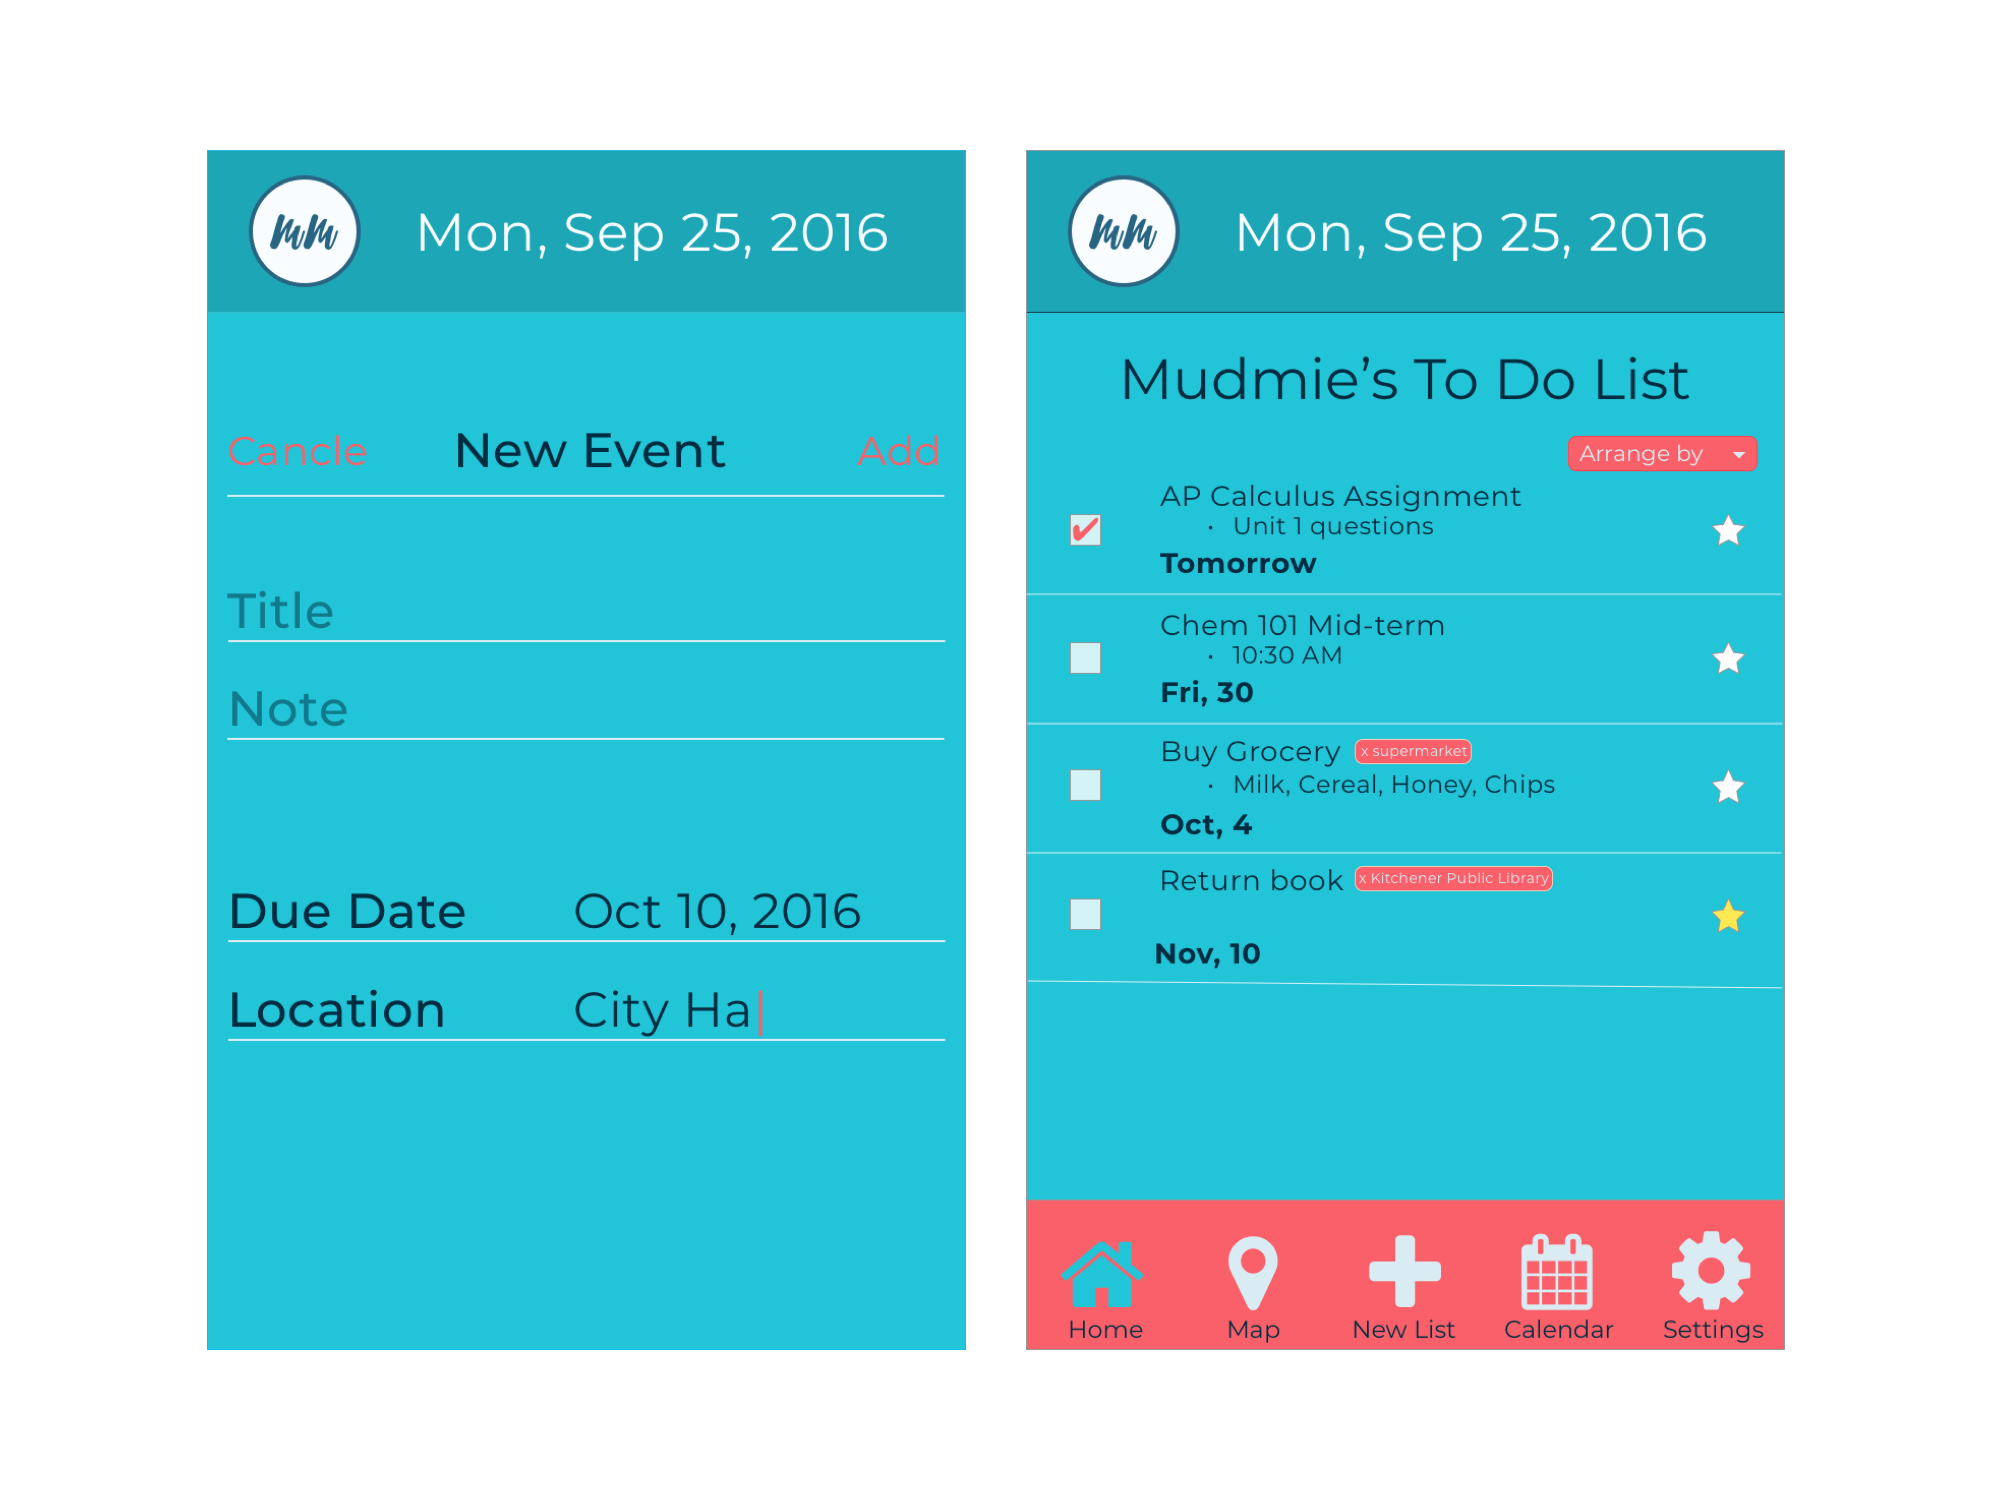 mm
Mon, Sep 25, 2016
Cancle New Event Add
Title
Note
Due Date Oct 10, 2016
Location City Ha
mm
Mon, Sep 25, 2016
Mudmie’s To Do List
Arrange by
AP Calculus Assignment
• Unit 1 questions
Tomorrow
Chem 101 Mid-term
• 10:30 AM
Fri, 30
Buy Grocery x supermarket
• Milk, Cereal, Honey, Chips
Oct, 4
Return book x Kitchener Public Library
Nov, 10
Home Map New List Calendar Settings